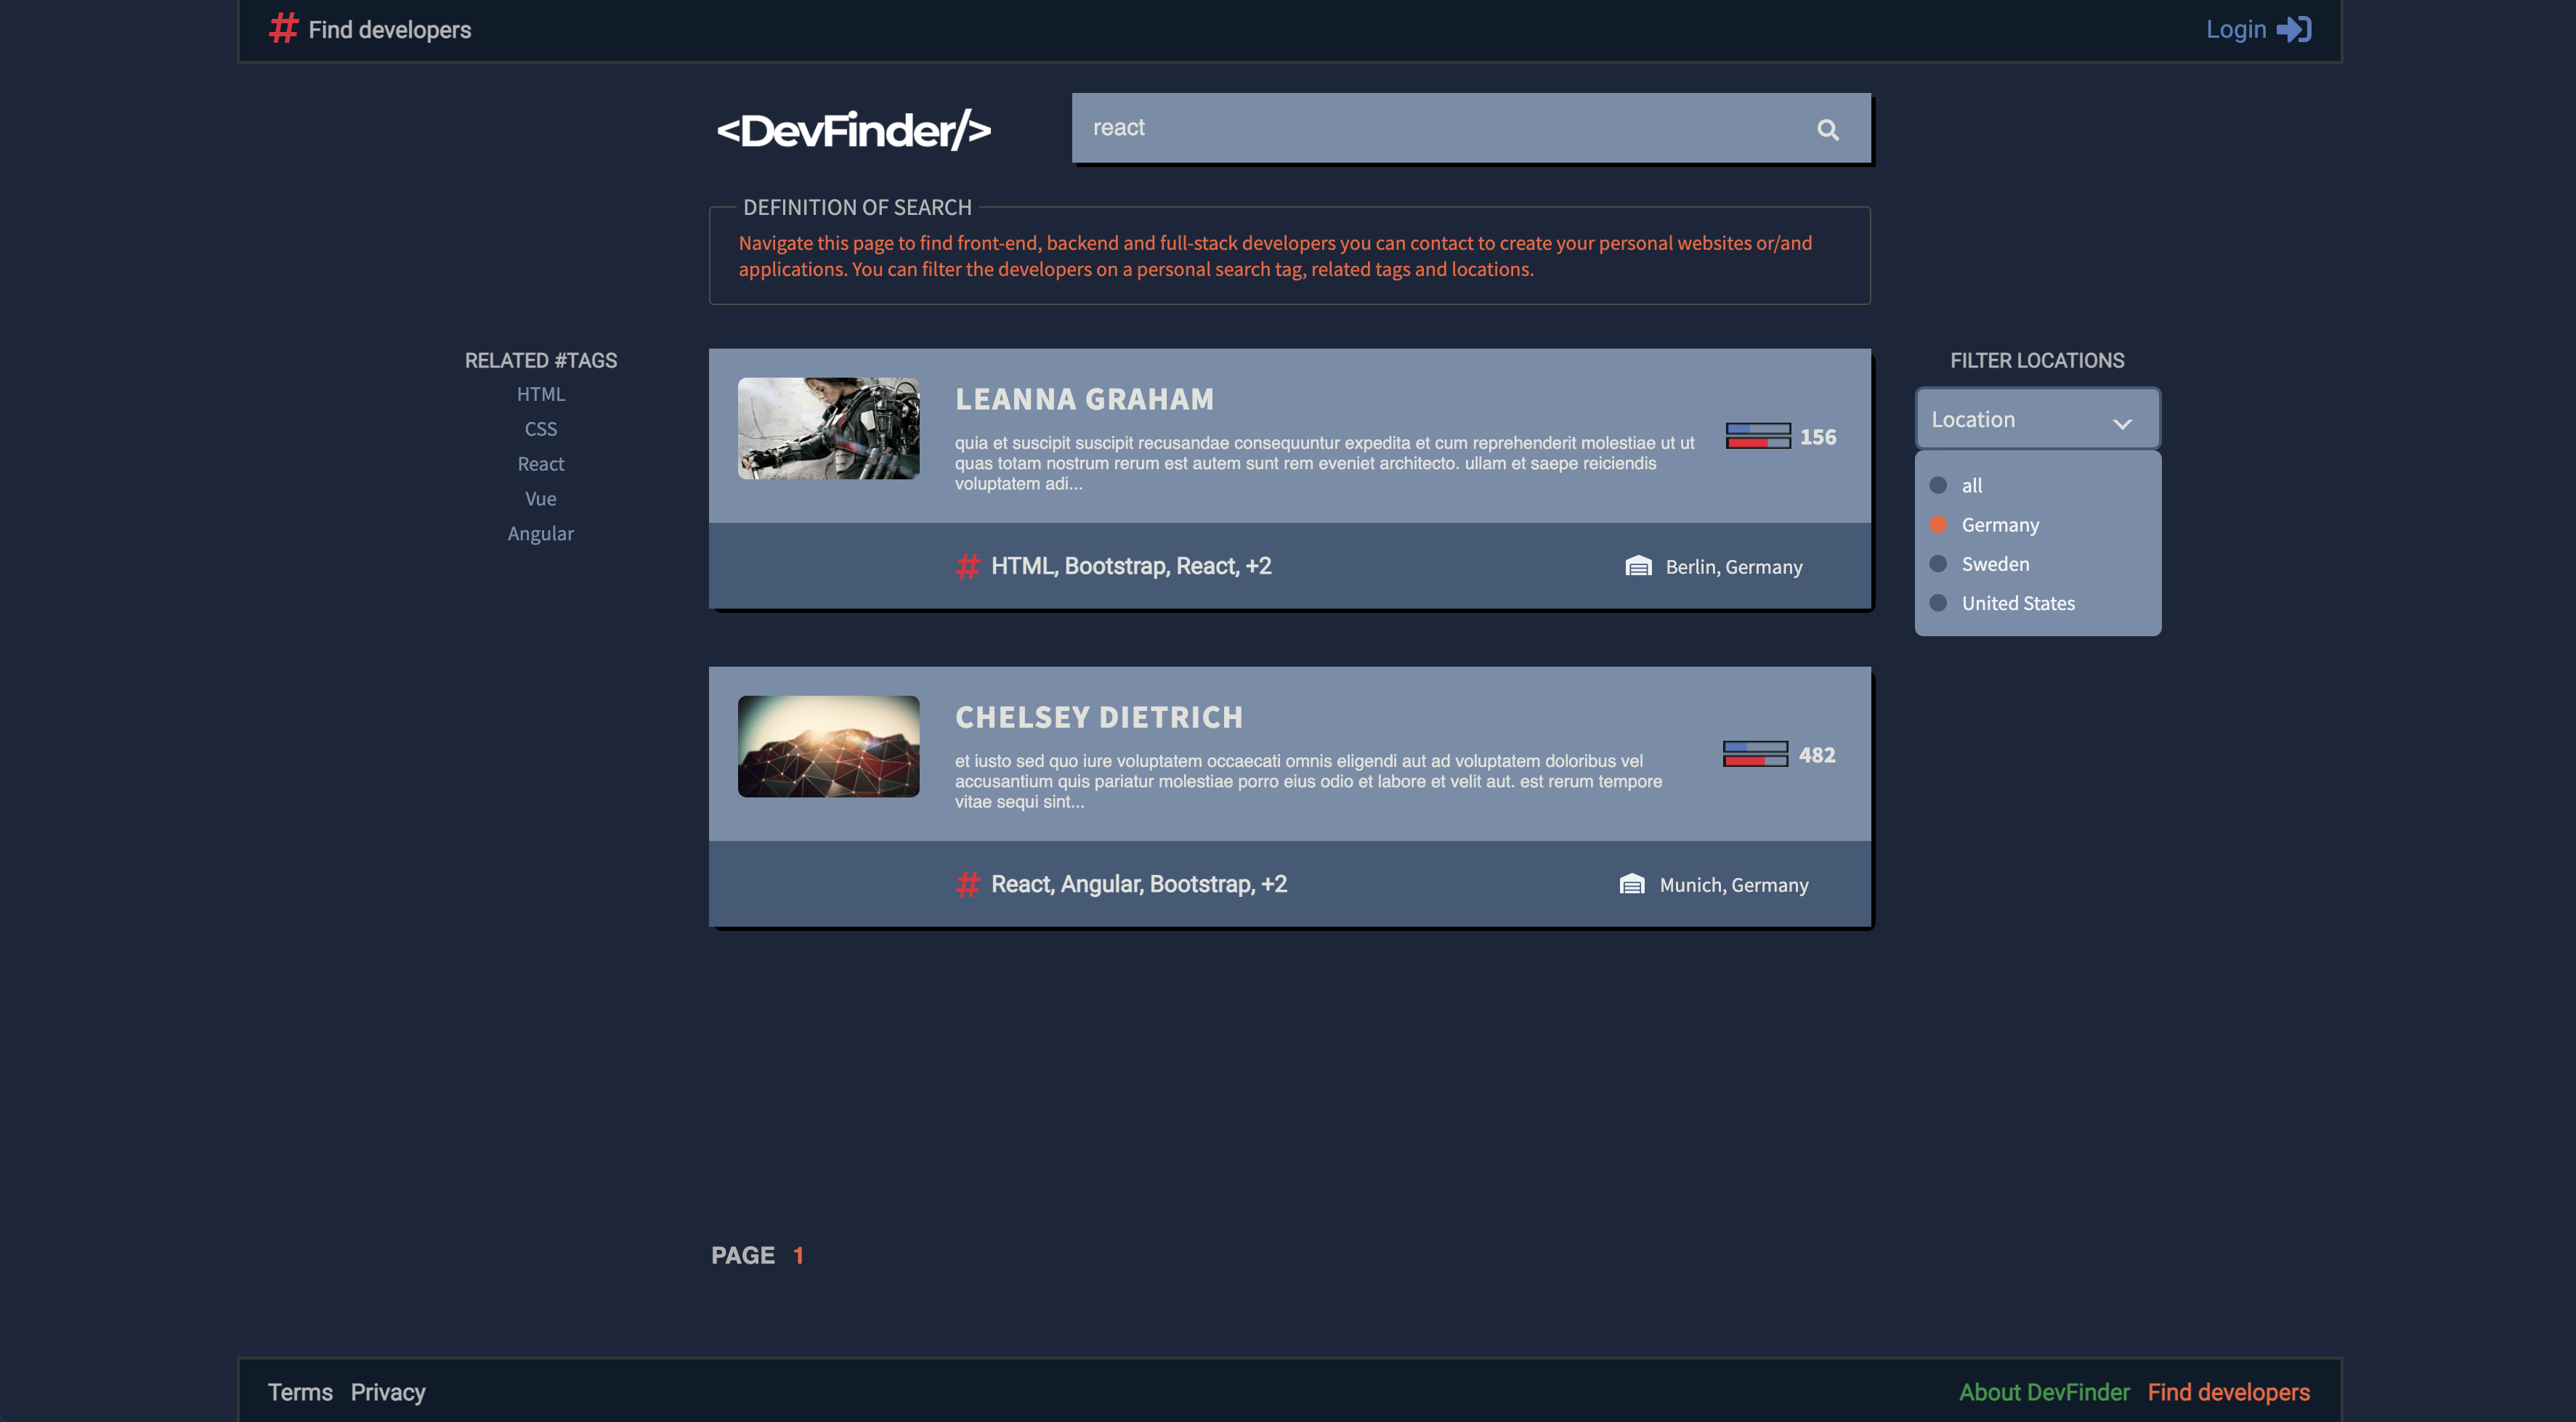 # Find developers
Login
<DevFinder/>
react
DEFINITION OF SEARCH
Navigate this page to find front-end, backend and full-stack developers you can contact to create your personal websites or/and
applications. You can filter the developers on a personal search tag, related tags and locations.
RELATED #TAGS
HTML
CSS
React
Vue
Angular
LEANNA GRAHAM
quia et suscipit suscipit recusandae consequuntur expedita et cum reprehenderit molestiae ut ut
quas totam nostrum rerum est autem sunt rem eveniet architecto. ullam et saepe reiciendis
voluptatem adi...
156
# HTML, Bootstrap, React, +2
Berlin, Germany
CHELSEY DIETRICH
et iusto sed quo iure voluptatem occaecati omnis eligendi aut ad voluptatem doloribus vel
accusantium quis pariatur molestiae porro eius odio et labore et velit aut. est rerum tempore
vitae sequi sint...
482
# React, Angular, Bootstrap, +2
Munich, Germany
FILTER LOCATIONS
Location
all
Germany
Sweden
United States
PAGE 1
Terms Privacy
About DevFinder Find developers